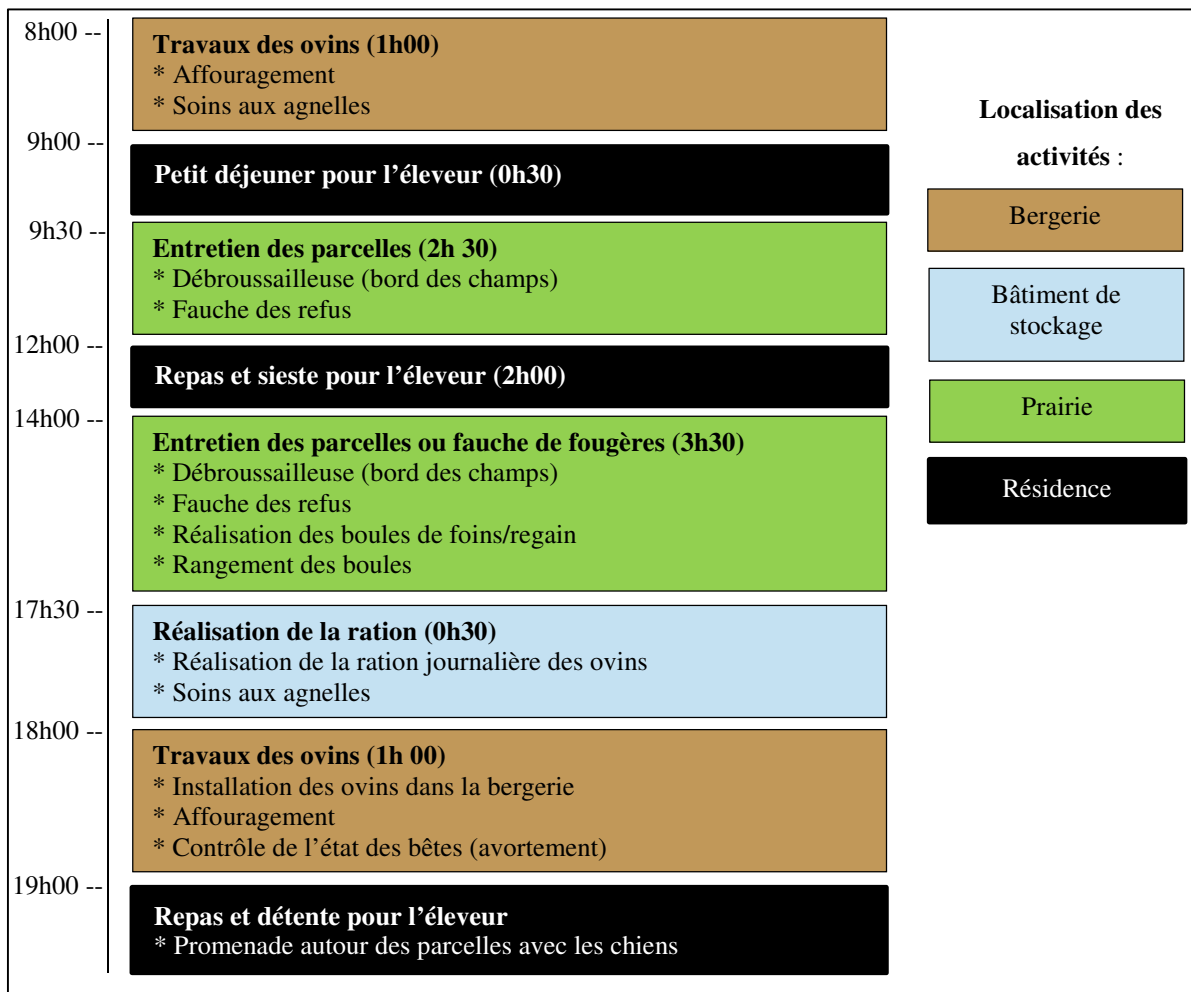 8h00 --
Travaux des ovins (1h00)
* Affouragement
* Soins aux agnelles
9h00 --
Petit déjeuner pour l'éleveur (0h30)
9h30 --
Entretien des parcelles (2h 30)
* Débroussailleuse (bord des champs)
* Fauche des refus
12h00 --
Repas et sieste pour l'éleveur (2h00)
14h00 --
Entretien des parcelles ou fauche de fougères (3h30)
* Débroussailleuse (bord des champs)
* Fauche des refus
* Réalisation des boules de foins/regain
* Rangement des boules
17h30 --
Réalisation de la ration (0h30)
* Réalisation de la ration journalière des ovins
* Soins aux agnelles
18h00 --
Travaux des ovins (1h 00)
* Installation des ovins dans la bergerie
* Affouragement
* Contrôle de l'état des bêtes (avortement)
19h00 --
Repas et détente pour l'éleveur
* Promenade autour des parcelles avec les chiens
Localisation des
activités :
Bergerie
Bâtiment de
stockage
Prairie
Résidence